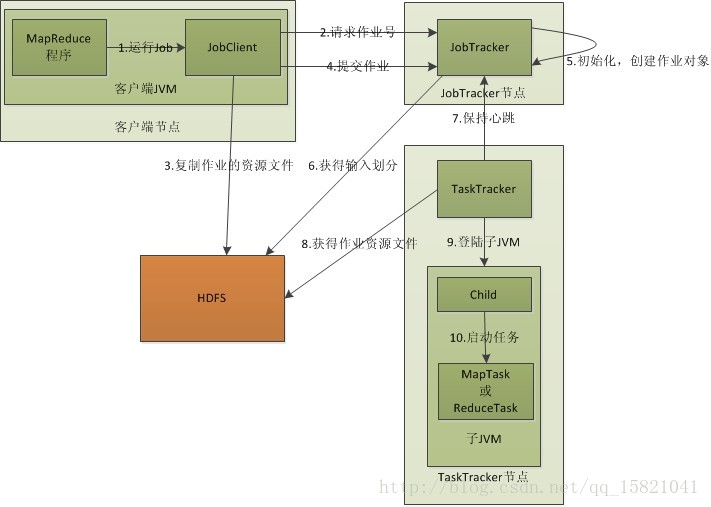 MapReduce
程序
1.运行Job
JobClient
客户端JVM
客户端节点
2.请求作业号
4.提交作业
JobTracker
JobTracker节点
5.初始化，创建作业对象
3.复制作业的资源文件
6.获得输入划分
7.保持心跳
TaskTracker
8.获得作业资源文件
9.登陆子JVM
HDFS
Child
10.启动任务
MapTask
或
ReduceTask
子JVM
TaskTracker节点
http://blog.csdn.net/qq_15821041